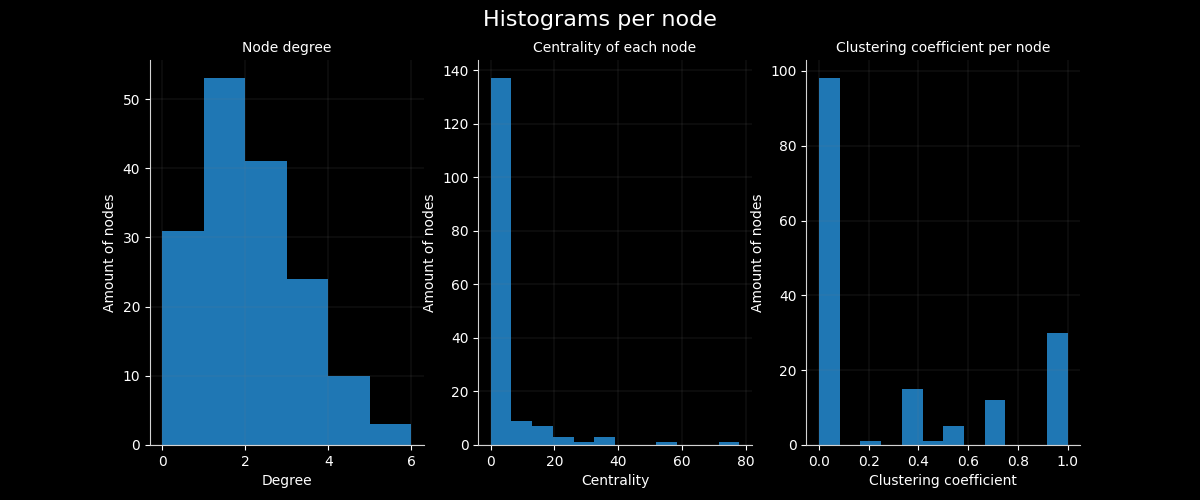 Histograms per node
Node degree
Amount of nodes
50
40
30
20
10
0
0 2 4 6
Degree
Centrality of each node
Amount of nodes
140
120
100
80
60
40
20
0
0 20 40 60 80
Centrality
Clustering coefficient per node
Amount of nodes
100
80
60
40
20
0
0.0 0.2 0.4 0.6 0.8 1.0
Clustering coefficient